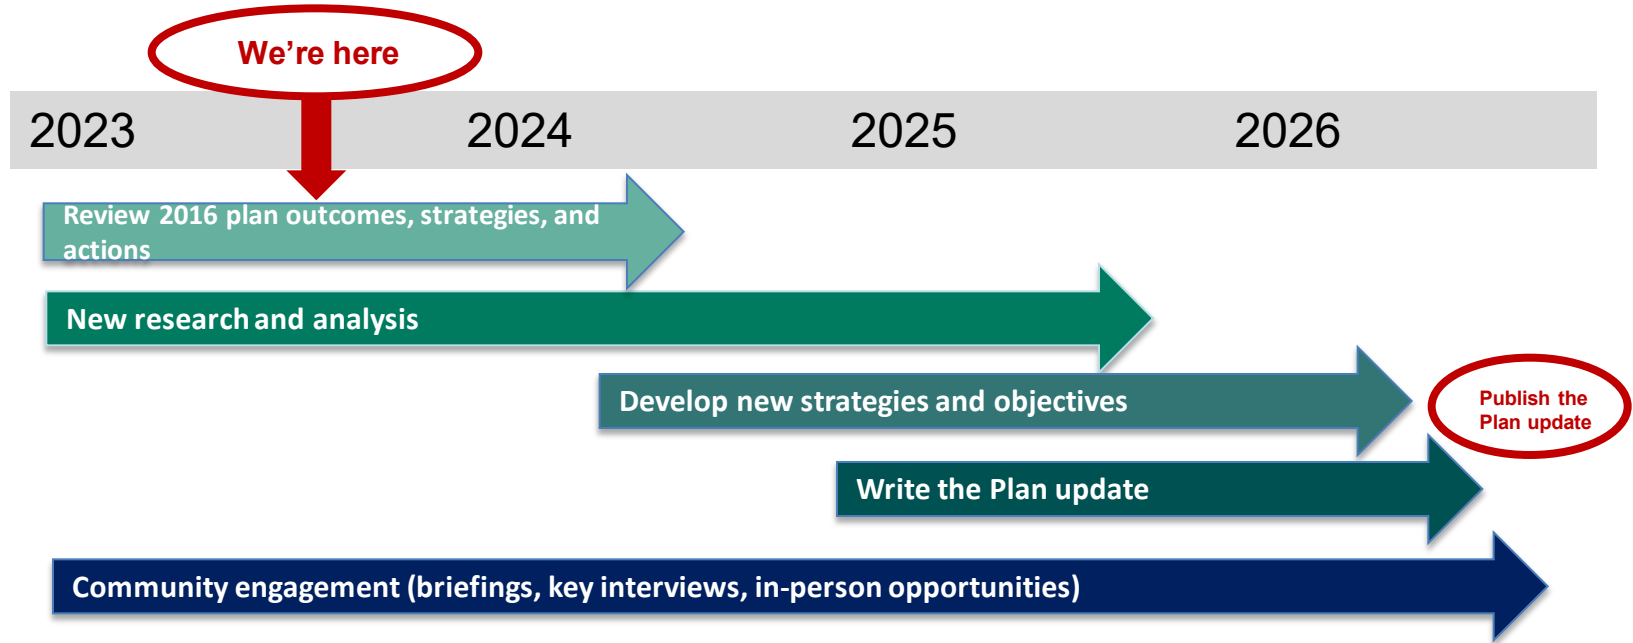 We're here
2023 2024 2025 2026
Review 2016 plan outcomes, strategies, and
actions
New research and analysis
Develop new strategies and objectives
Publish the
Plan update
Write the Plan update
Community engagement (briefings, key interviews, in-person opportunities)